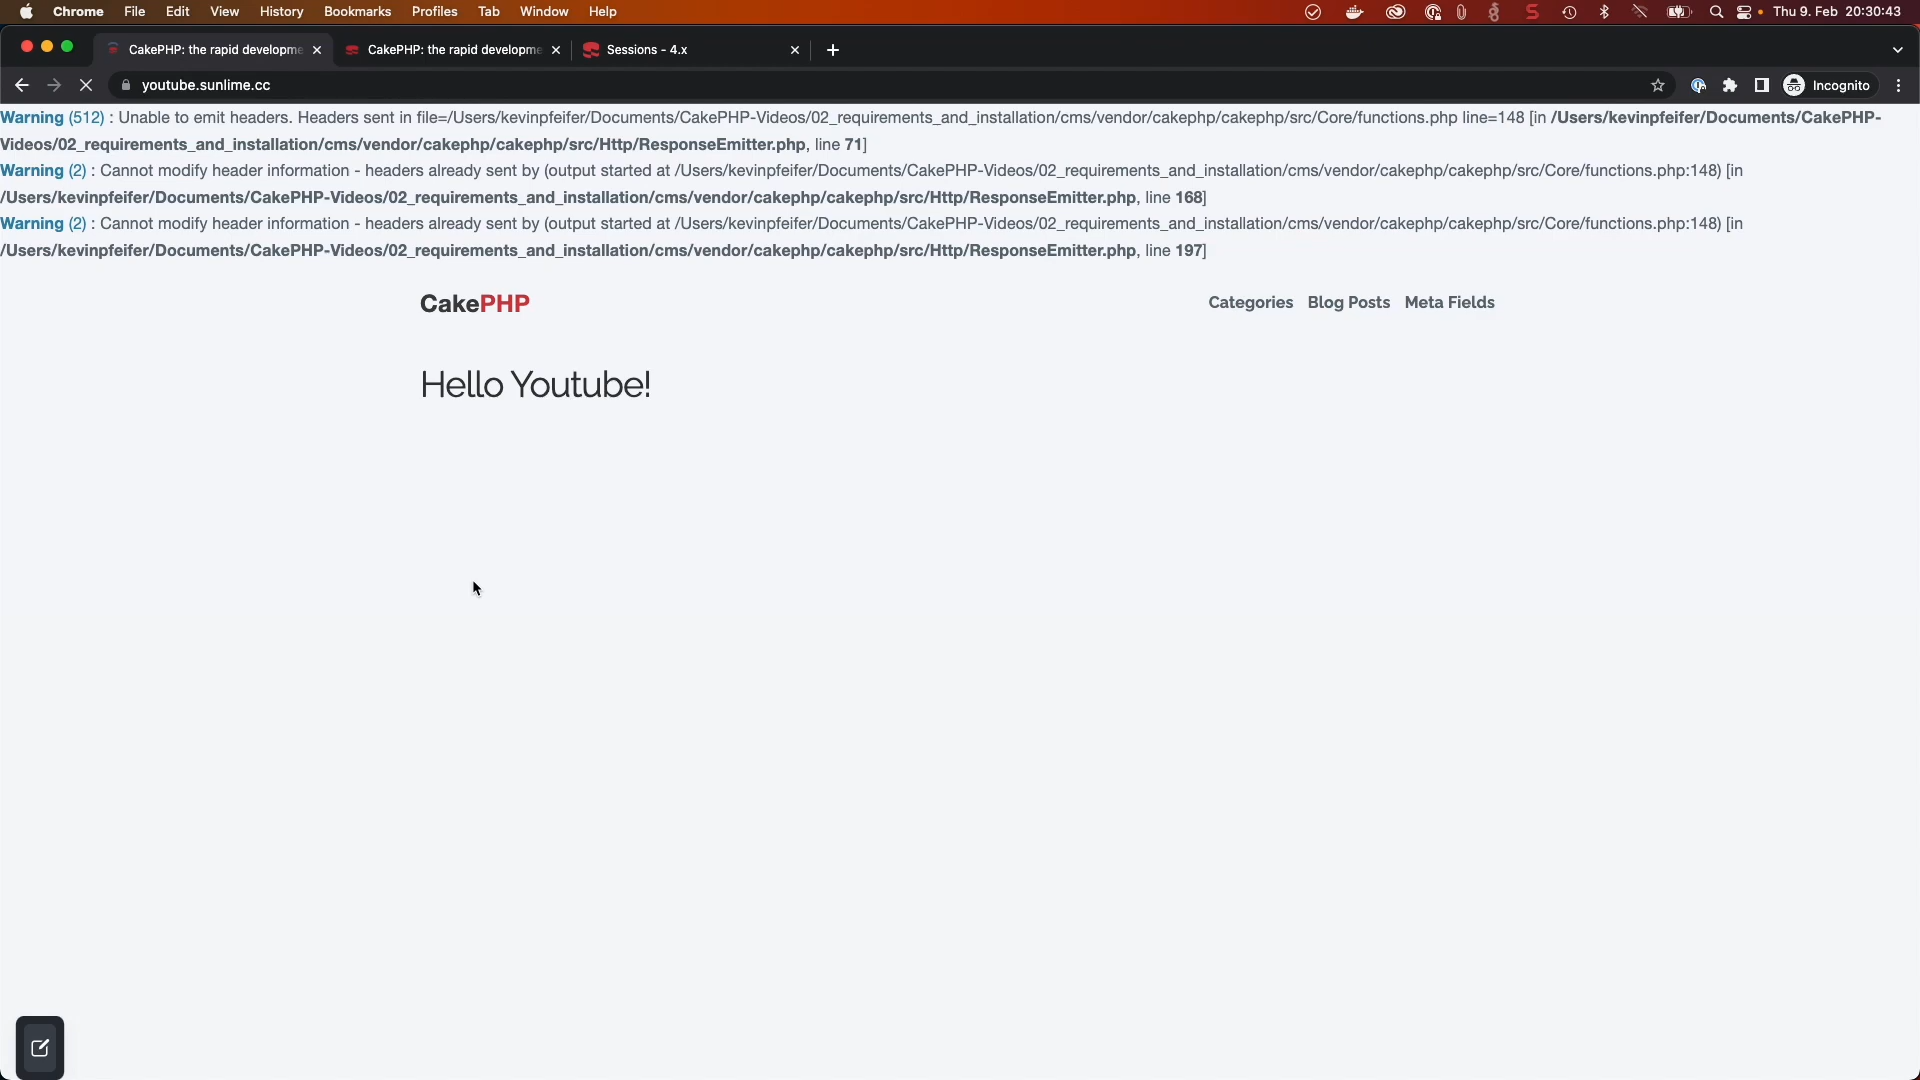 Chrome File Edit View History Bookmarks Profiles Tab Window Help Thu 9. Feb 20:30:43
CakePHP: the rapid developme CakePHP: the rapid developme Sessions - 4.x
youtube.sunlime.cc Incognito
Warning (512) : Unable to emit headers. Headers sent in file=/Users/kevinpfeifer/Documents/CakePHP-Videos/02_requirements_and_installation/cms/vendor/cakephp/cakephp/src/Core/functions.php line=148 [in /Users/kevinpfeifer/Documents/CakePHP-
Videos/02_requirements_and_installation/cms/vendor/cakephp/cakephp/src/Http/ResponseEmitter.php, line 71]
Warning (2) : Cannot modify header information - headers already sent by (output started at /Users/kevinpfeifer/Documents/CakePHP-Videos/02_requirements_and_installation/cms/vendor/cakephp/cakephp/src/Core/functions.php:148) [in
/Users/kevinpfeifer/Documents/CakePHP-Videos/02_requirements_and_installation/cms/vendor/cakephp/cakephp/src/Http/ResponseEmitter.php, line 168]
Warning (2) : Cannot modify header information - headers already sent by (output started at /Users/kevinpfeifer/Documents/CakePHP-Videos/02_requirements_and_installation/cms/vendor/cakephp/cakephp/src/Core/functions.php:148) [in
/Users/kevinpfeifer/Documents/CakePHP-Videos/02_requirements_and_installation/cms/vendor/cakephp/cakephp/src/Http/ResponseEmitter.php, line 197]
CakePHP Categories Blog Posts Meta Fields
Hello Youtube!